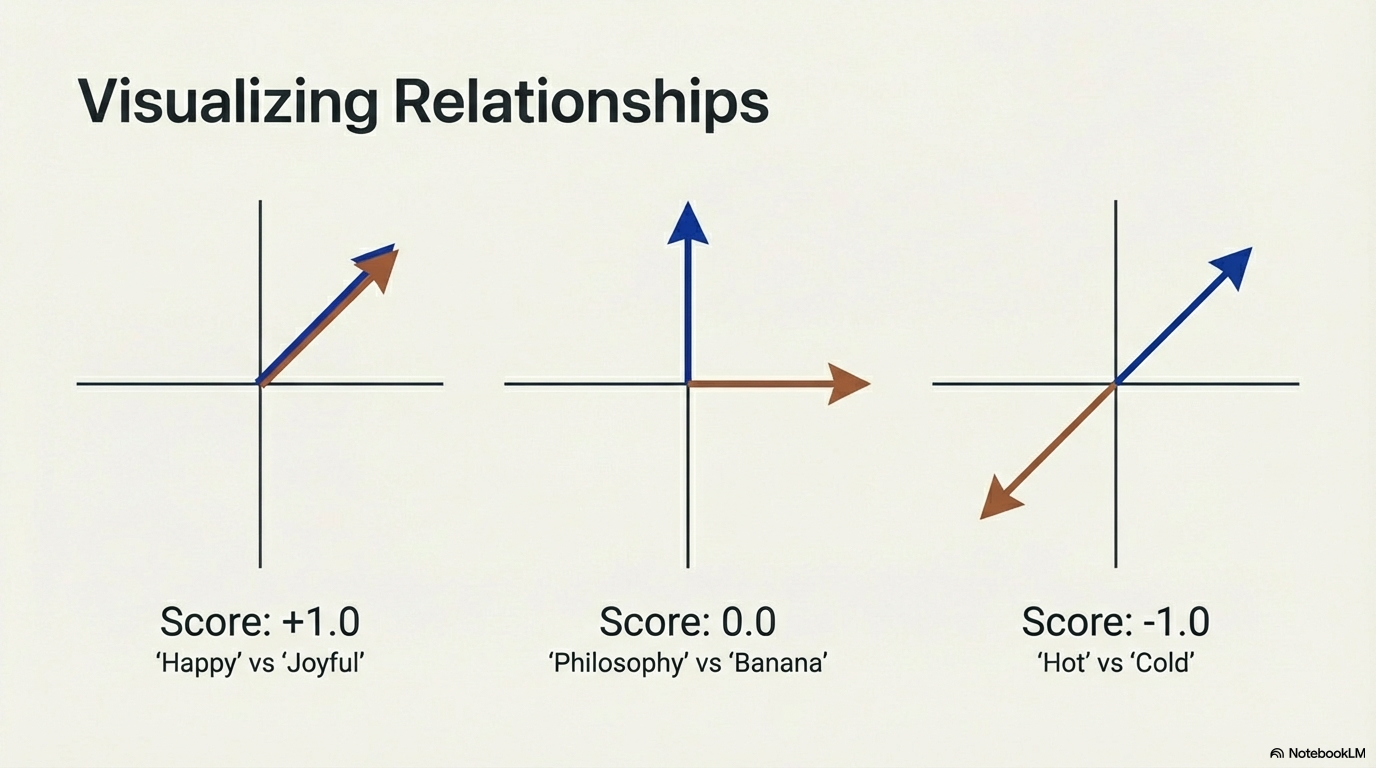 Visualizing Relationships
Score: +1.0
‘Happy’ vs ‘Joyful’
Score: 0.0
‘Philosophy’ vs ‘Banana’
Score: -1.0
‘Hot’ vs ‘Cold’
NotebookLM